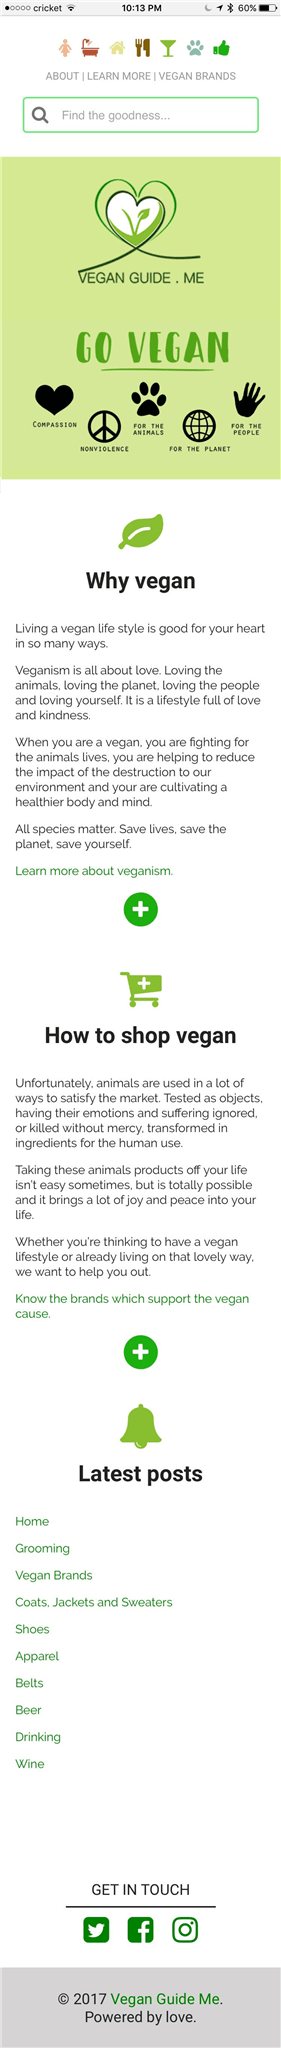 cricket 10:13 PM 60%
ABOUT | LEARN MORE | VEGAN BRANDS
Find the goodness...
VEGAN GUIDE . ME
GO VEGAN
COMPASSION
NONVIOLENCE
FOR THE
ANIMALS
FOR THE PLANET
FOR THE
PEOPLE
Why vegan
Living a vegan life style is good for your heart
in so many ways.
Veganism is all about love. Loving the
animals, loving the planet, loving the people
and loving yourself. It is a lifestyle full of love
and kindness.
When you are a vegan, you are fighting for
the animals lives, you are helping to reduce
the impact of the destruction to our
environment and your are cultivating a
healthier body and mind.
All species matter. Save lives, save the
planet, save yourself.
Learn more about veganism.
How to shop vegan
Unfortunately, animals are used in a lot of
ways to satisfy the market. Tested as objects,
having their emotions and suffering ignored,
or killed without mercy, transformed in
ingredients for the human use.
Taking these animals products off your life
isn't easy sometimes, but is totally possible
and it brings a lot of joy and peace into your
life.
Whether you're thinking to have a vegan
lifestyle or already living on that lovely way,
we want to help you out.
Know the brands which support the vegan
cause.
Latest posts
Home
Grooming
Vegan Brands
Coats, Jackets and Sweaters
Shoes
Apparel
Belts
Beer
Drinking
Wine
GET IN TOUCH
© 2017 Vegan Guide Me.
Powered by love.